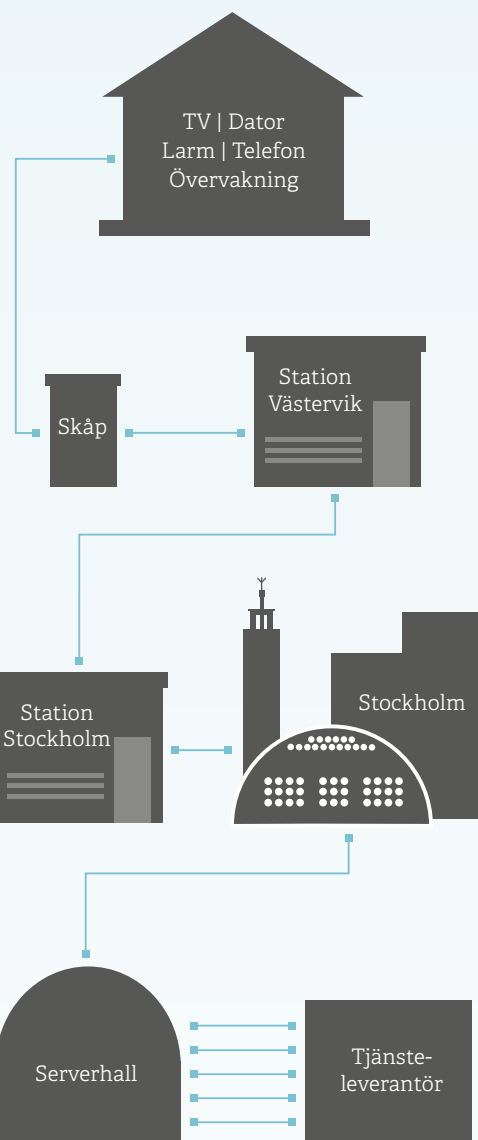 TV | Dator
Larm | Telefon
Övervakning
Skåp
Station
Västervik
Station
Stockholm
Stockholm
Serverhall
Tjänste-
leverantör